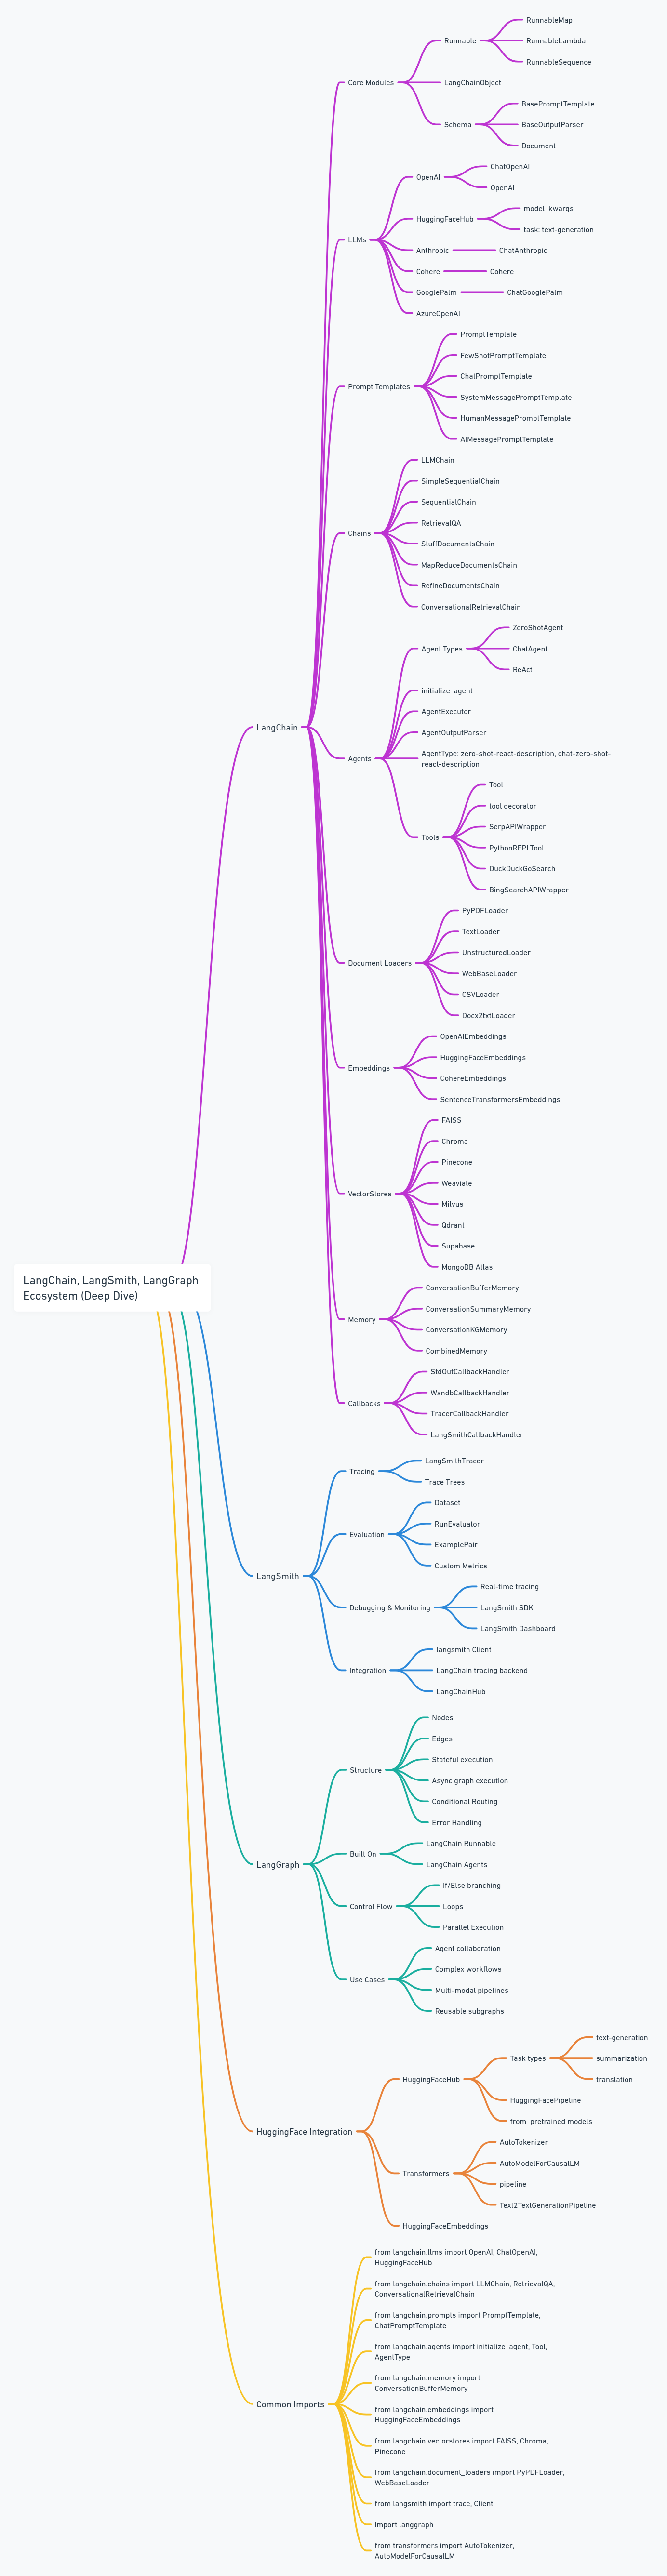 LangChain, LangSmith, LangGraph
Ecosystem (Deep Dive)
LangChain
Core Modules
Runnable
RunnableMap
RunnableLambda
RunnableSequence
LangChainObject
Schema
BasePromptTemplate
BaseOutputParser
Document
LLMs
OpenAI
ChatOpenAI
OpenAI
HuggingFaceHub
model_kwargs
task: text-generation
Anthropic
ChatAnthropic
Cohere
Cohere
GooglePalm
ChatGooglePalm
AzureOpenAI
Prompt Templates
PromptTemplate
FewShotPromptTemplate
ChatPromptTemplate
SystemMessagePromptTemplate
HumanMessagePromptTemplate
AIMessagePromptTemplate
Chains
LLMChain
SimpleSequentialChain
SequentialChain
RetrievalQA
StuffDocumentsChain
MapReduceDocumentsChain
RefineDocumentsChain
ConversationalRetrievalChain
Agents
Agent Types
ZeroShotAgent
ChatAgent
ReAct
initialize_agent
AgentExecutor
AgentOutputParser
AgentType: zero-shot-react-description, chat-zero-shot-
react-description
Tools
Tool
tool decorator
SerpAPIWrapper
PythonREPLTool
DuckDuckGoSearch
BingSearchAPIWrapper
Document Loaders
PyPDFLoader
TextLoader
UnstructuredLoader
WebBaseLoader
CSVLoader
Docx2txtLoader
Embeddings
OpenAIEmbeddings
HuggingFaceEmbeddings
CohereEmbeddings
SentenceTransformersEmbeddings
VectorStores
FAISS
Chroma
Pinecone
Weaviate
Milvus
Qdrant
Supabase
MongoDB Atlas
Memory
ConversationBufferMemory
ConversationSummaryMemory
ConversationKGMemory
CombinedMemory
Callbacks
StdOutCallbackHandler
WandbCallbackHandler
TracerCallbackHandler
LangSmithCallbackHandler
LangSmith
Tracing
LangSmithTracer
Trace Trees
Evaluation
Dataset
RunEvaluator
ExamplePair
Custom Metrics
Debugging & Monitoring
Real-time tracing
LangSmith SDK
LangSmith Dashboard
Integration
langsmith Client
LangChain tracing backend
LangChainHub
LangGraph
Structure
Nodes
Edges
Stateful execution
Async graph execution
Conditional Routing
Error Handling
Built On
LangChain Runnable
LangChain Agents
Control Flow
If/Else branching
Loops
Parallel Execution
Use Cases
Agent collaboration
Complex workflows
Multi-modal pipelines
Reusable subgraphs
HuggingFace Integration
HuggingFaceHub
Task types
text-generation
summarization
translation
HuggingFacePipeline
from_pretrained models
Transformers
AutoTokenizer
AutoModelForCausalLM
pipeline
Text2TextGenerationPipeline
HuggingFaceEmbeddings
Common Imports
from langchain.llms import OpenAI, ChatOpenAI,
HuggingFaceHub
from langchain.chains import LLMChain, RetrievalQA,
ConversationalRetrievalChain
from langchain.prompts import PromptTemplate,
ChatPromptTemplate
from langchain.agents import initialize_agent, Tool,
AgentType
from langchain.memory import
ConversationBufferMemory
from langchain.embeddings import
HuggingFaceEmbeddings
from langchain.vectorstores import FAISS, Chroma,
Pinecone
from langchain.document_loaders import PyPDFLoader,
WebBaseLoader
from langsmith import trace, Client
import langgraph
from transformers import AutoTokenizer,
AutoModelForCausalLM